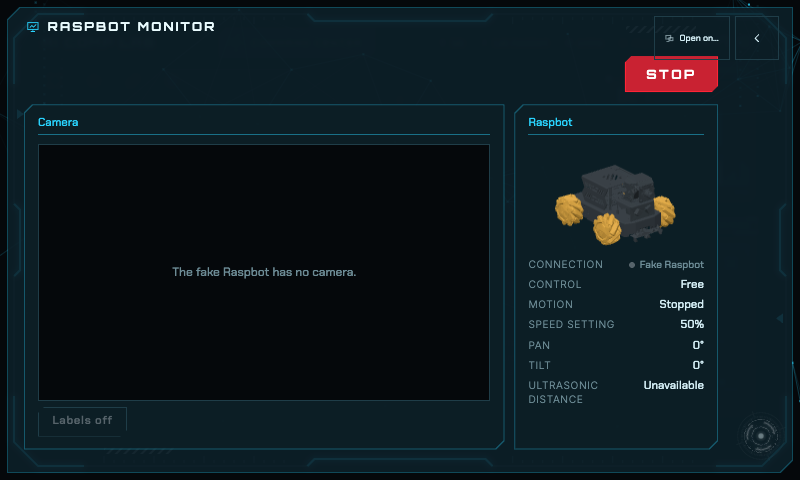 RASPBOT MONITOR
Open on...
STOP
Camera
The fake Raspbot has no camera.
Labels off
Raspbot
CONNECTION Fake Raspbot
CONTROL Free
MOTION Stopped
SPEED SETTING 50%
PAN 0°
TILT 0°
ULTRASONIC DISTANCE Unavailable